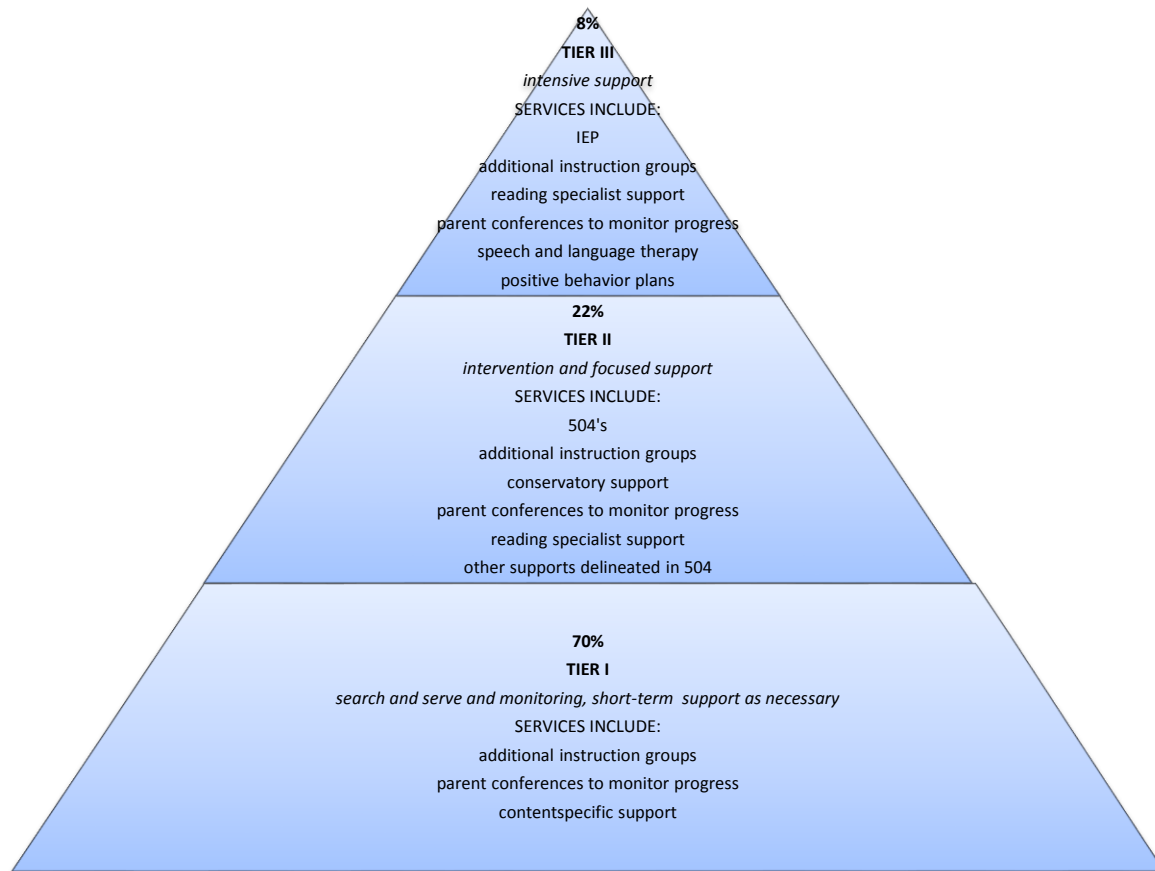 8%
TIER III
intensive support
SERVICES INCLUDE:
IEP
additional instruction groups
reading specialist support
parent conferences to monitor progress
speech and language therapy
positive behavior plans
22%
TIER II
intervention and focused support
SERVICES INCLUDE:
504's
additional instruction groups
conservatory support
parent conferences to monitor progress
reading specialist support
other supports delineated in 504
70%
TIER I
search and serve and monitoring, short-term  support as necessary
SERVICES INCLUDE:
additional instruction groups
parent conferences to monitor progress
contentspecific support